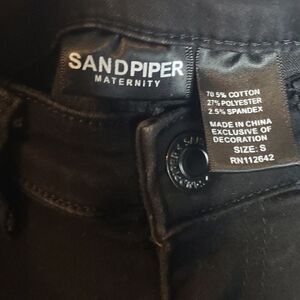 SANDPIPER
MATERNITY
70 5% COTTON
27% POLYESTER
2.5% SPANDEX
MADE IN CHINA
EXCLUSIVE OF
DECORATION
SIZE: S
RN112642